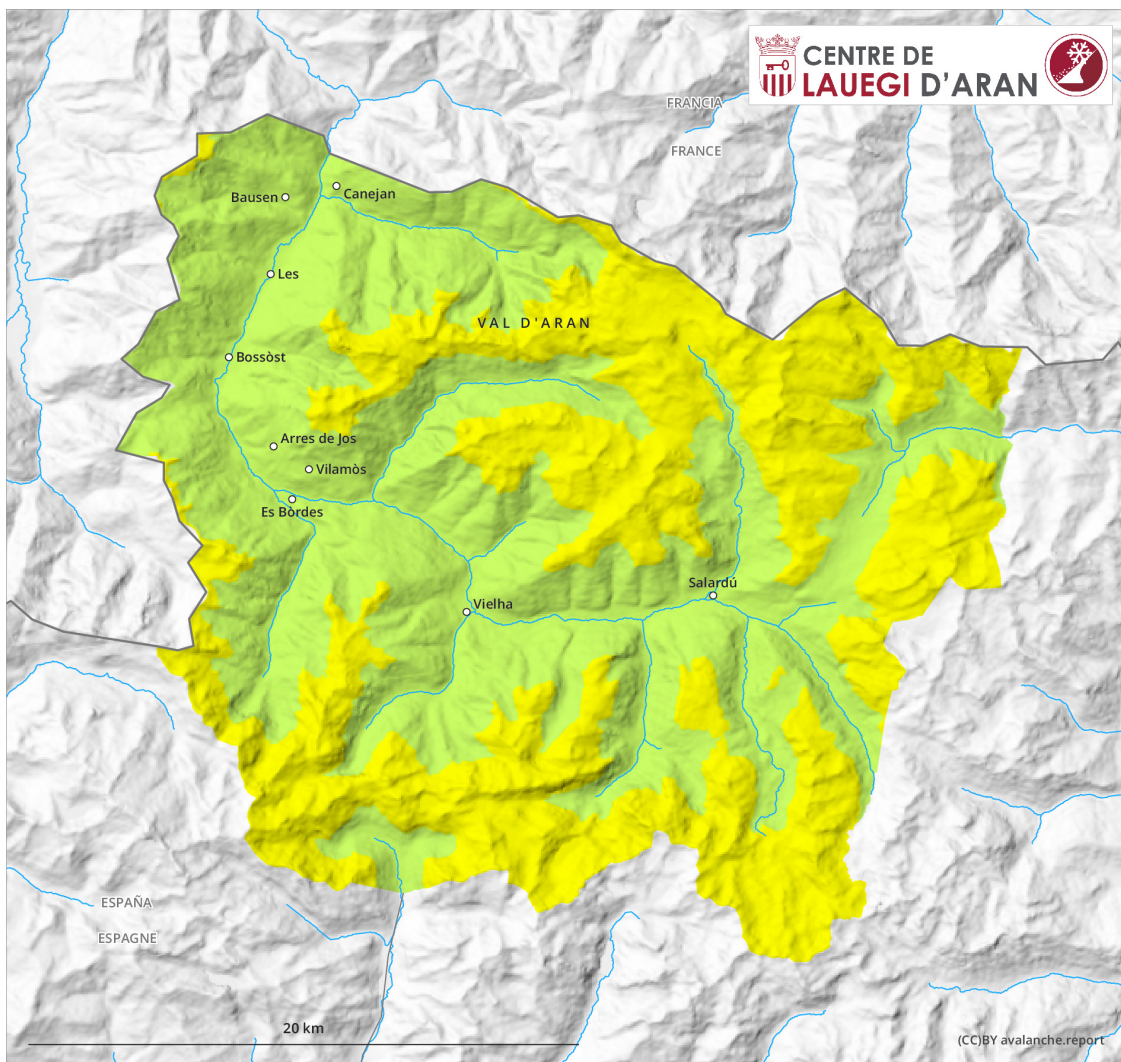 CENTRE DE
LAUEGI D'ARAN
FRANCIA
FRANCE
Bausen
Canejan
Les
VAL D'ARAN
Bossòst
Arres de Jos
Vilamòs
Es Bòrdes
Salardú
Vielha
ESPAÑA
ESPAGNE
20 km
(CC)BY avalanche.report